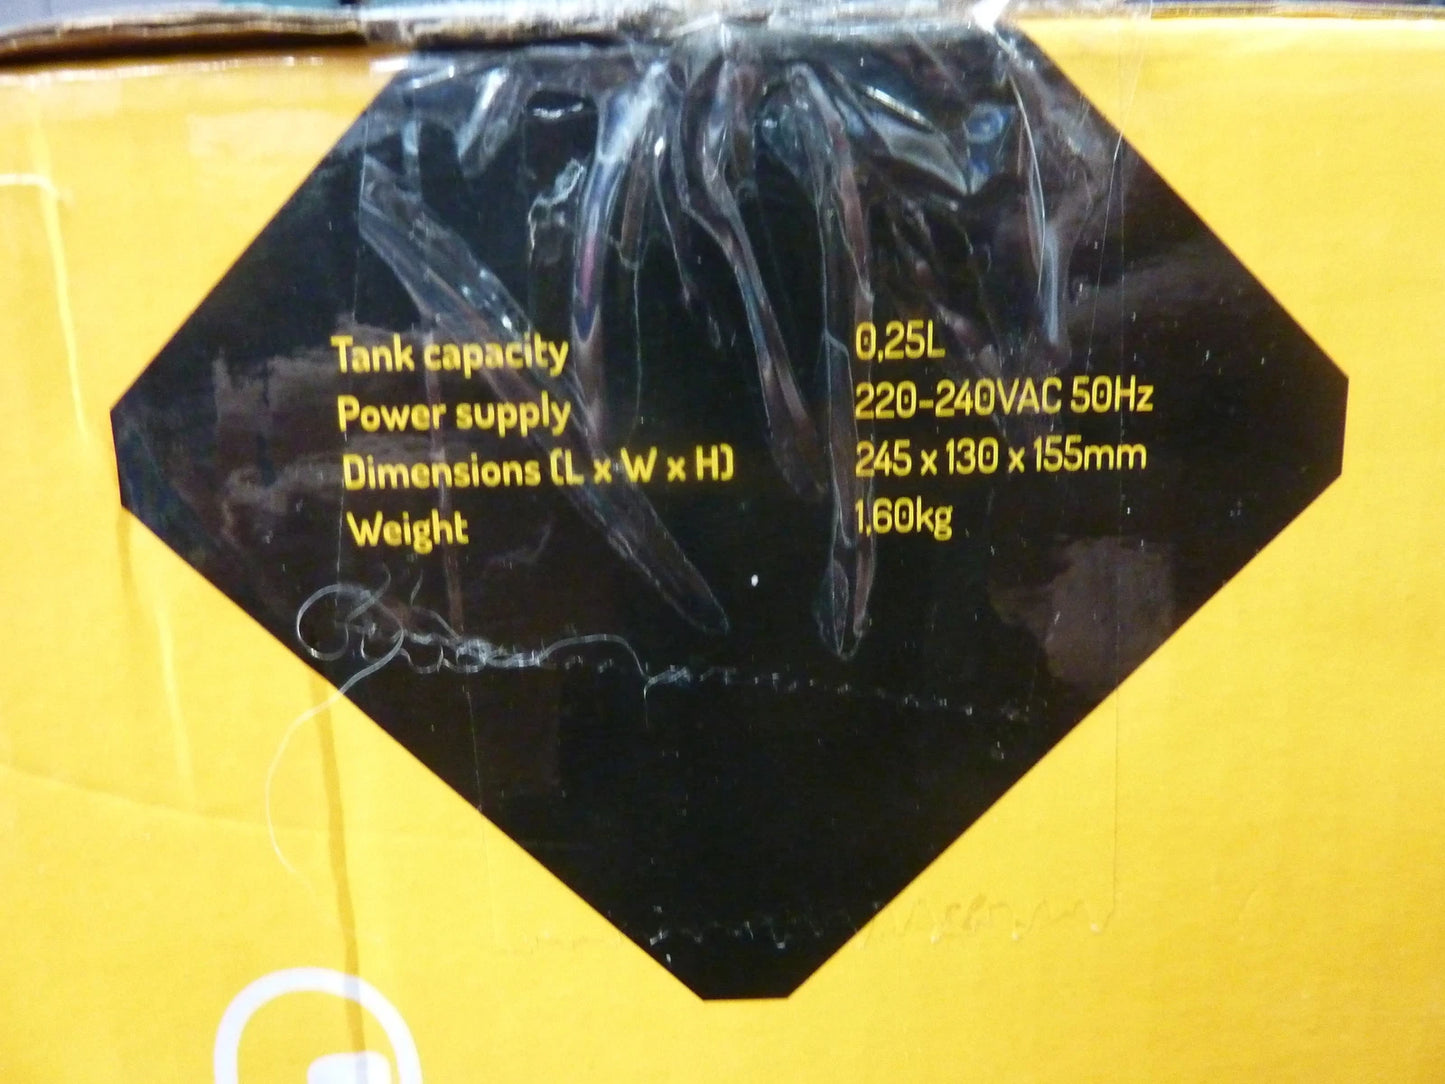 Tank capacity 0,25L
Power supply 220-240VAC 50Hz
Dimensions (L x W x H) 245 x 130 x 155mm
Weight 1,60kg